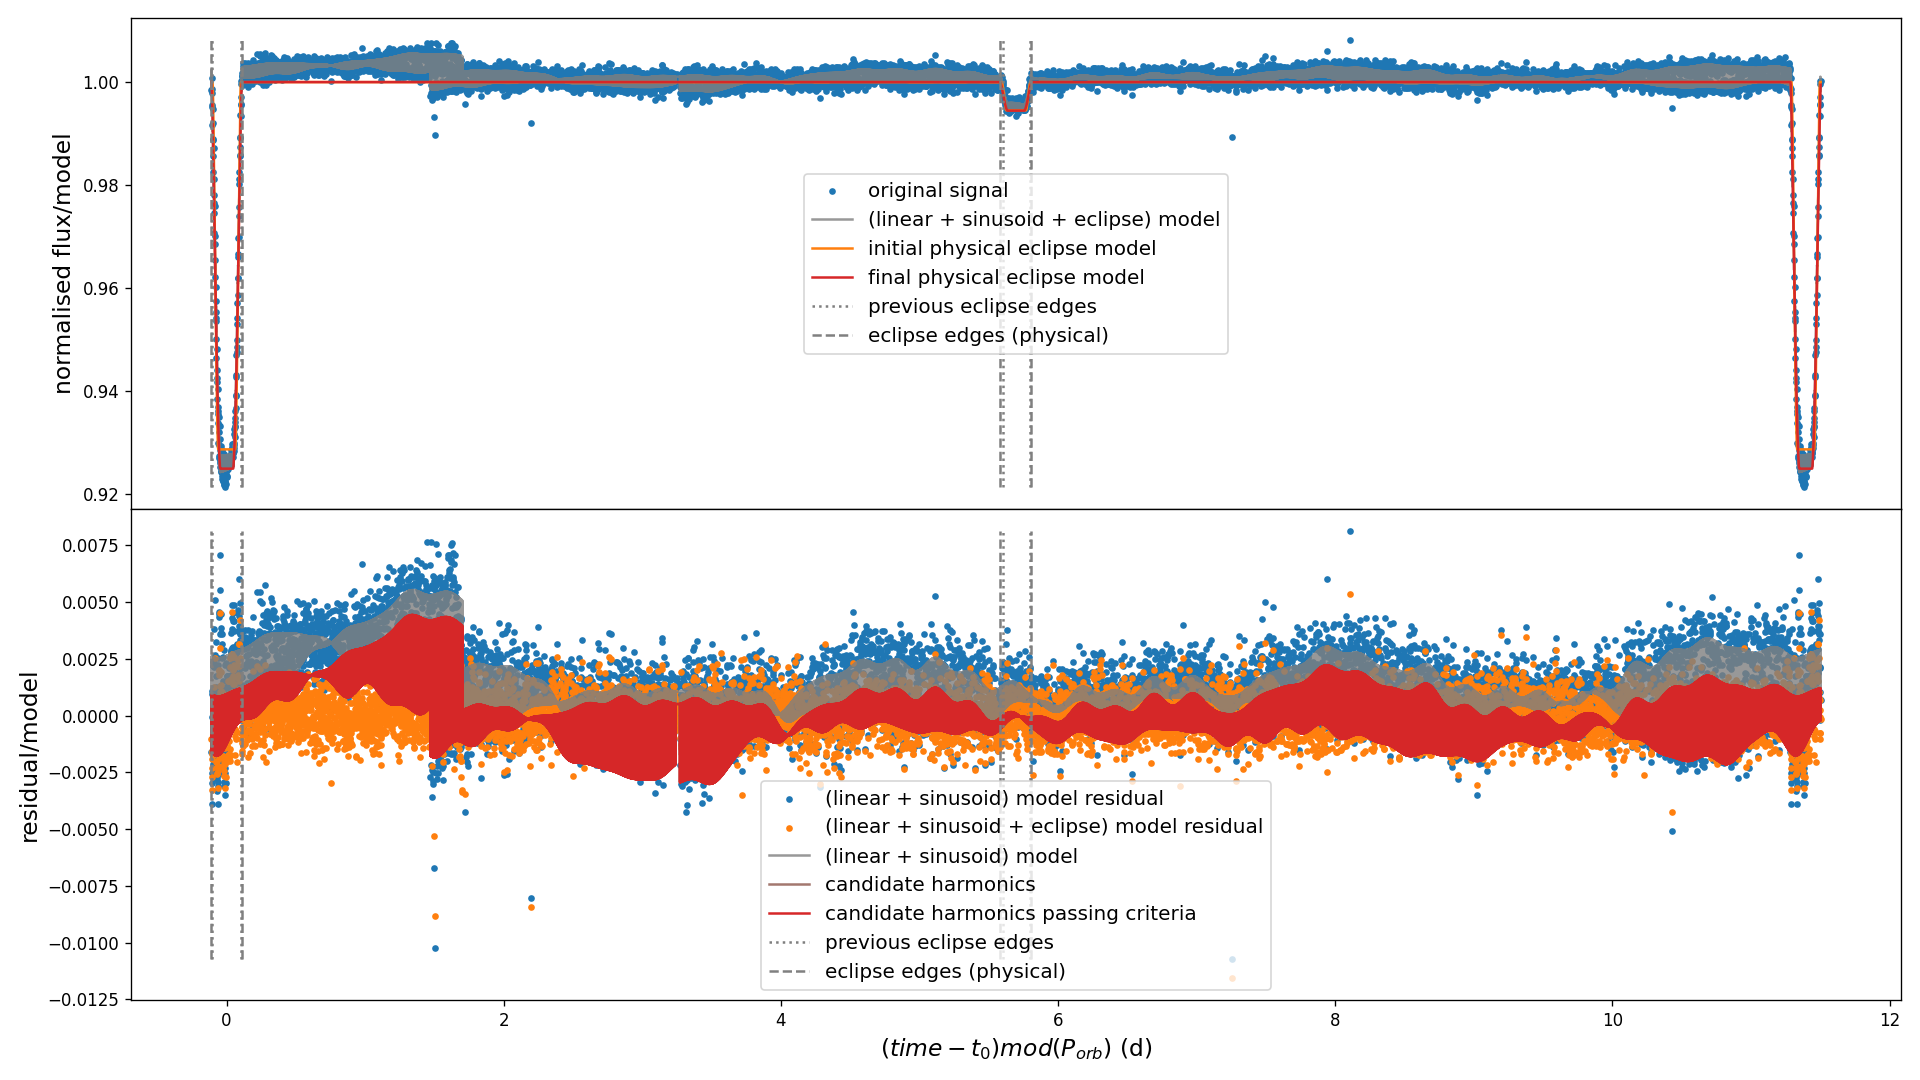 normalised flux/model
1.00
0.98
0.96
0.94
0.92
original signal
(linear + sinusoid + eclipse) model
initial physical eclipse model
final physical eclipse model
previous eclipse edges
eclipse edges (physical)
residual/model
0.0075
0.0050
0.0025
0.0000
−0.0025
−0.0050
−0.0075
−0.0100
−0.0125
(linear + sinusoid) model residual
(linear + sinusoid + eclipse) model residual
(linear + sinusoid) model
candidate harmonics
candidate harmonics passing criteria
previous eclipse edges
eclipse edges (physical)
0 2 4 6 8 10 12
(time − t₀)mod(Pₒᵣb) (d)